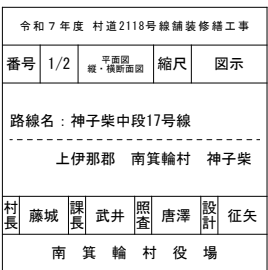 令和７年度 村道2118号線舗装修繕工事
番号 1/2 平面図 縮尺 図示
縦・横断面図
路線名：神子柴中段17号線
上伊那郡 南箕輪村 神子柴
村長 藤城 課長 武井 照査 唐澤 設計 征矢
南箕輪村役場